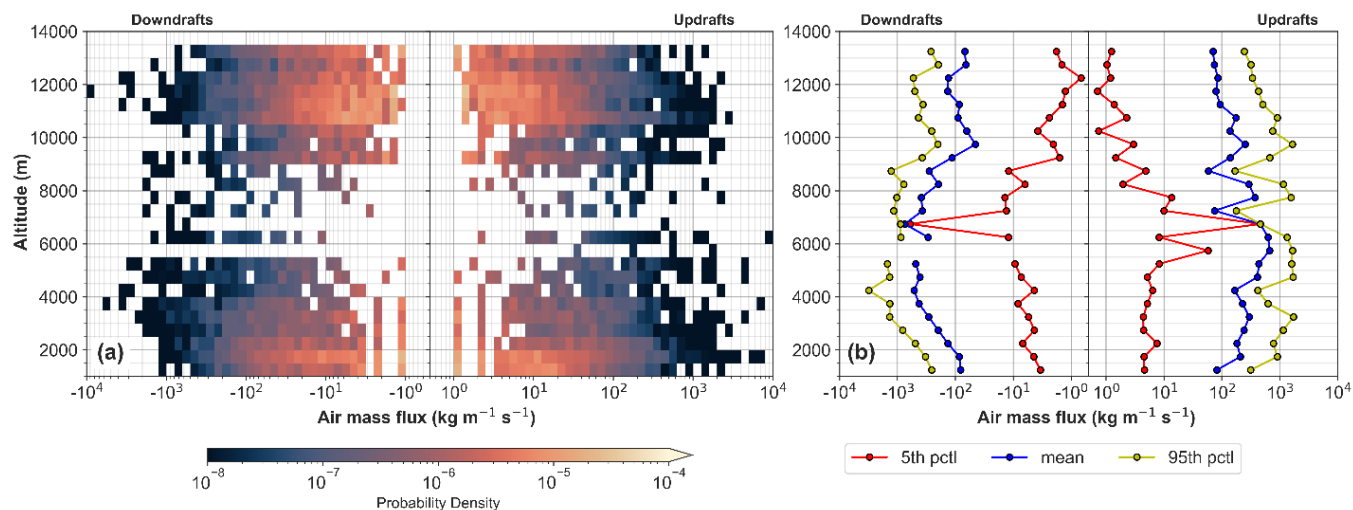 Downdrafts Updrafts
14000
12000
10000
8000
6000
4000
2000
Altitude (m)
(a)
-10⁴ -10³ -10² -10¹ -10⁰ 10⁰ 10¹ 10² 10³ 10⁴
Air mass flux (kg m⁻¹ s⁻¹)
10⁻⁸ 10⁻⁷ 10⁻⁶ 10⁻⁵ 10⁻⁴
Probability Density
Downdrafts Updrafts
14000
12000
10000
8000
6000
4000
2000
(b)
-10⁴ -10³ -10² -10¹ -10⁰ 10⁰ 10¹ 10² 10³ 10⁴
Air mass flux (kg m⁻¹ s⁻¹)
5th pctl mean 95th pctl